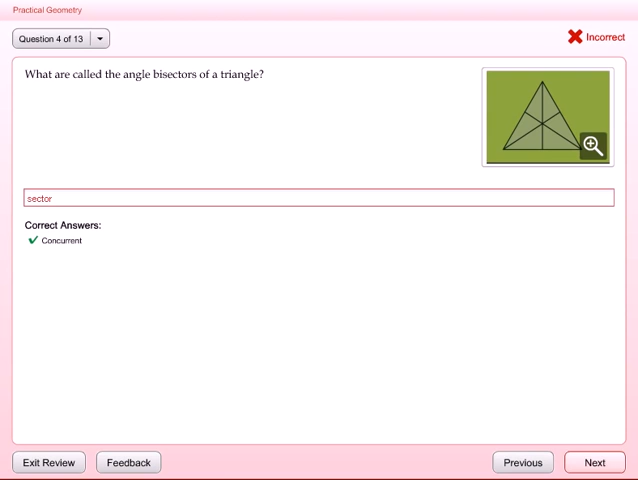 Practical Geometry
Question 4 of 13
Incorrect
What are called the angle bisectors of a triangle?
sector
Correct Answers:
Concurrent
Exit Review
Feedback
Previous
Next